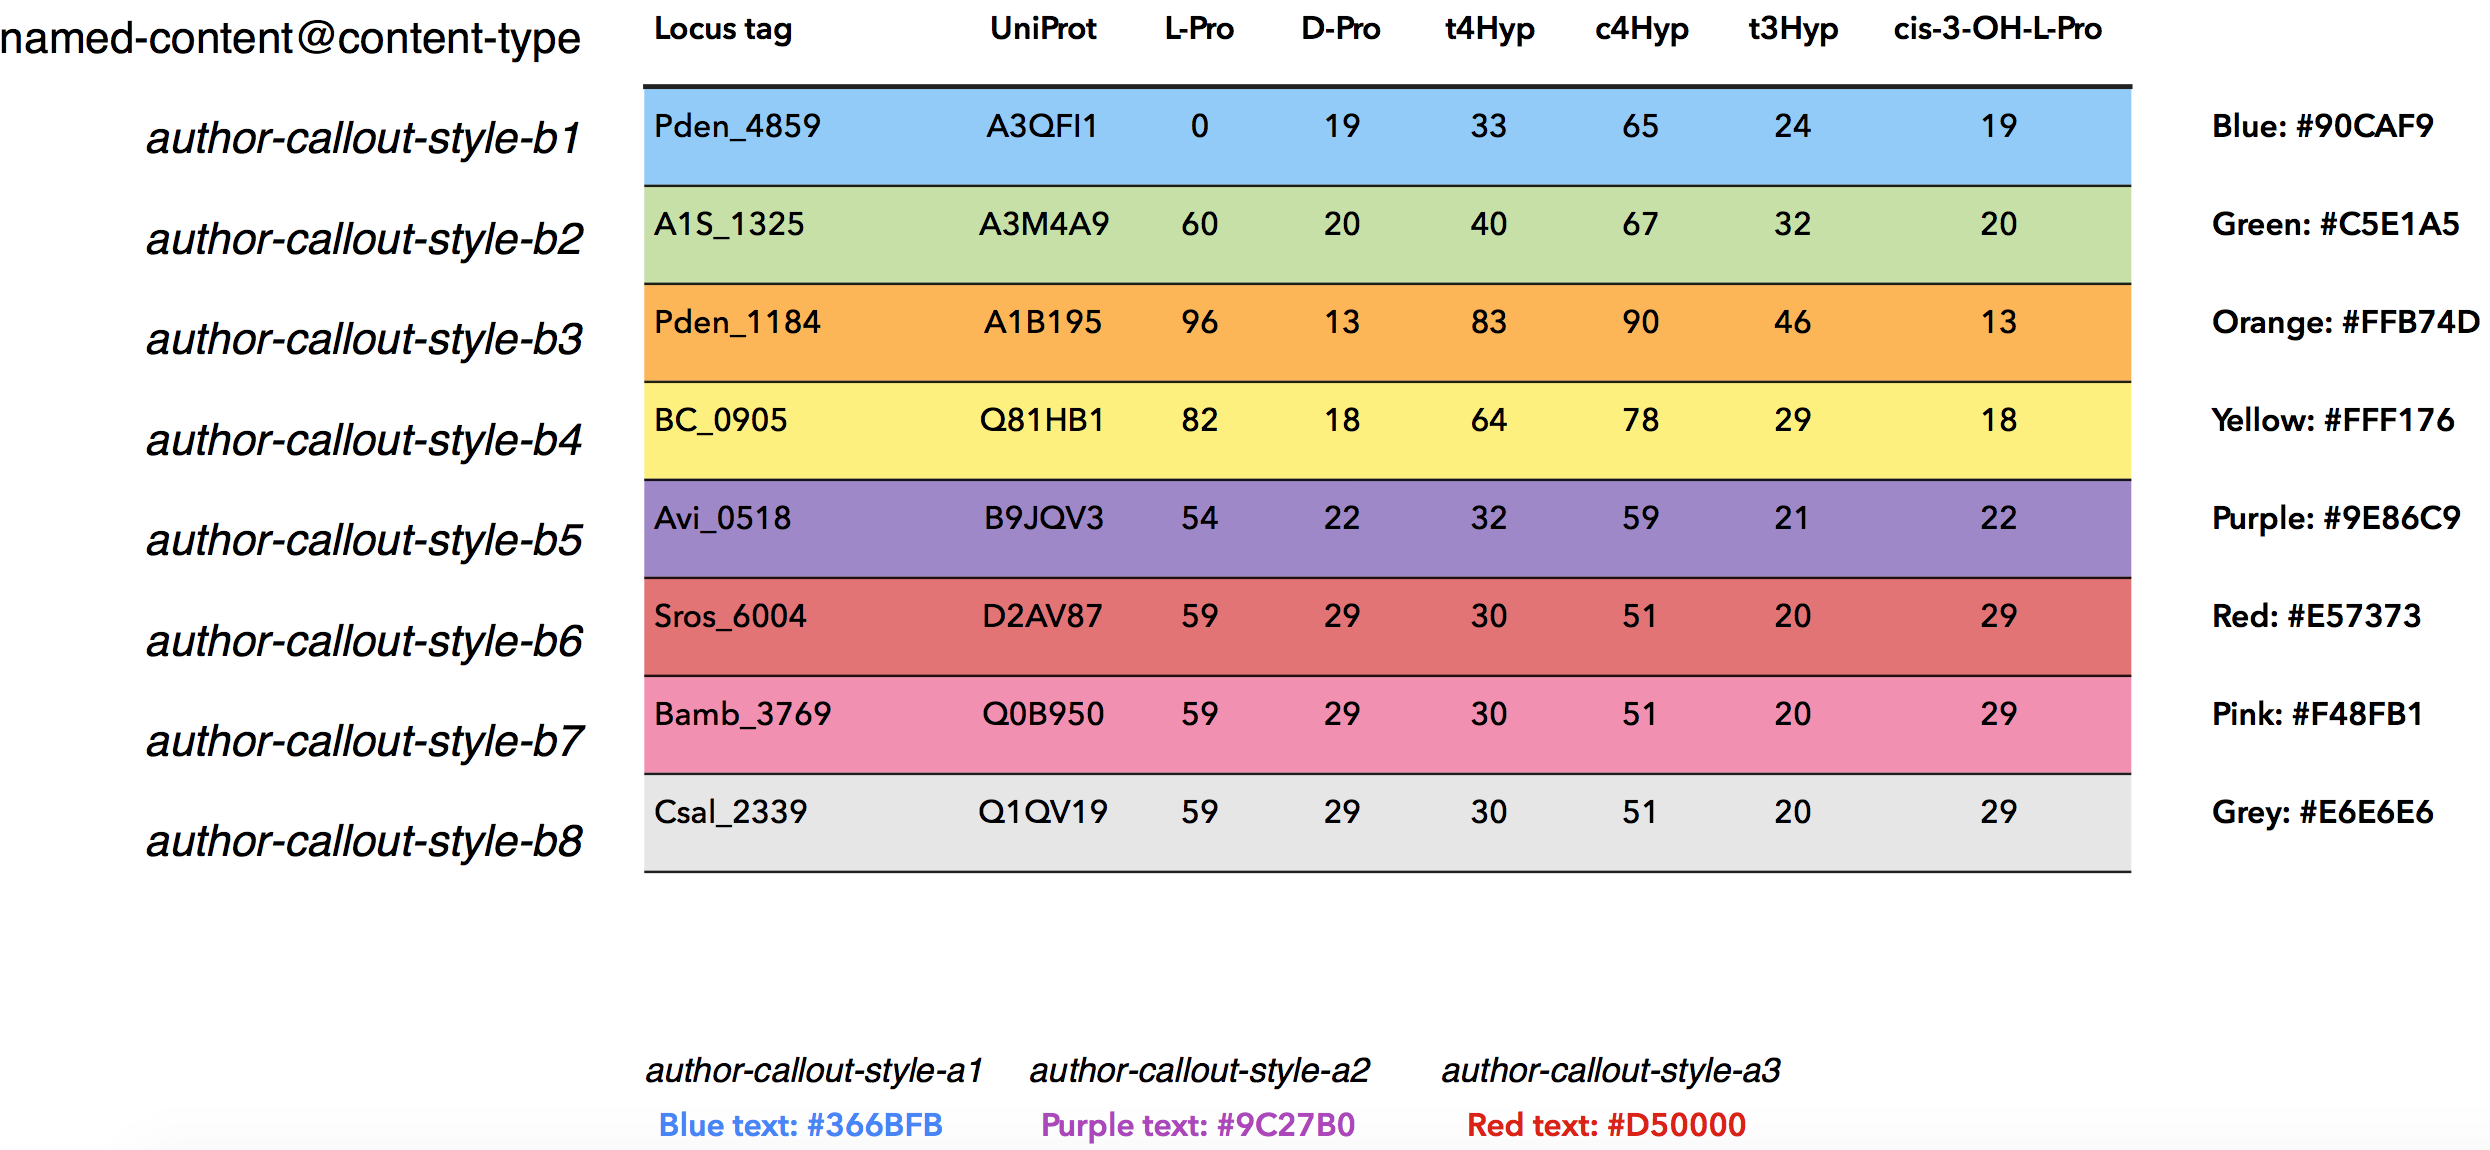 named-content@content-type Locus tag UniProt L-Pro D-Pro t4Hyp c4Hyp t3Hyp cis-3-OH-L-Pro
author-callout-style-b1 Pden_4859 A3QFI1 0 19 33 65 24 19 Blue: #90CAF9
author-callout-style-b2 A1S_1325 A3M4A9 60 20 40 67 32 20 Green: #C5E1A5
author-callout-style-b3 Pden_1184 A1B195 96 13 83 90 46 13 Orange: #FFB74D
author-callout-style-b4 BC_0905 Q81HB1 82 18 64 78 29 18 Yellow: #FFF176
author-callout-style-b5 Avi_0518 B9JQV3 54 22 32 59 21 22 Purple: #9E86C9
author-callout-style-b6 Sros_6004 D2AV87 59 29 30 51 20 29 Red: #E57373
author-callout-style-b7 Bamb_3769 Q0B950 59 29 30 51 20 29 Pink: #F48FB1
author-callout-style-b8 Csal_2339 Q1QV19 59 29 30 51 20 29 Grey: #E6E6E6
author-callout-style-a1 author-callout-style-a2 author-callout-style-a3
Blue text: #366BFB Purple text: #9C27B0 Red text: #D50000